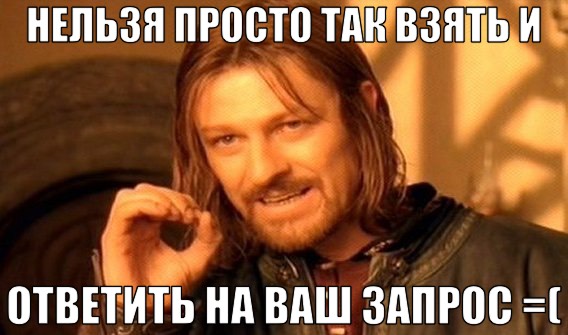 НЕЛЬЗЯ ПРОСТО ТАК ВЗЯТЬ И
ОТВЕТИТЬ НА ВАШ ЗАПРОС =(